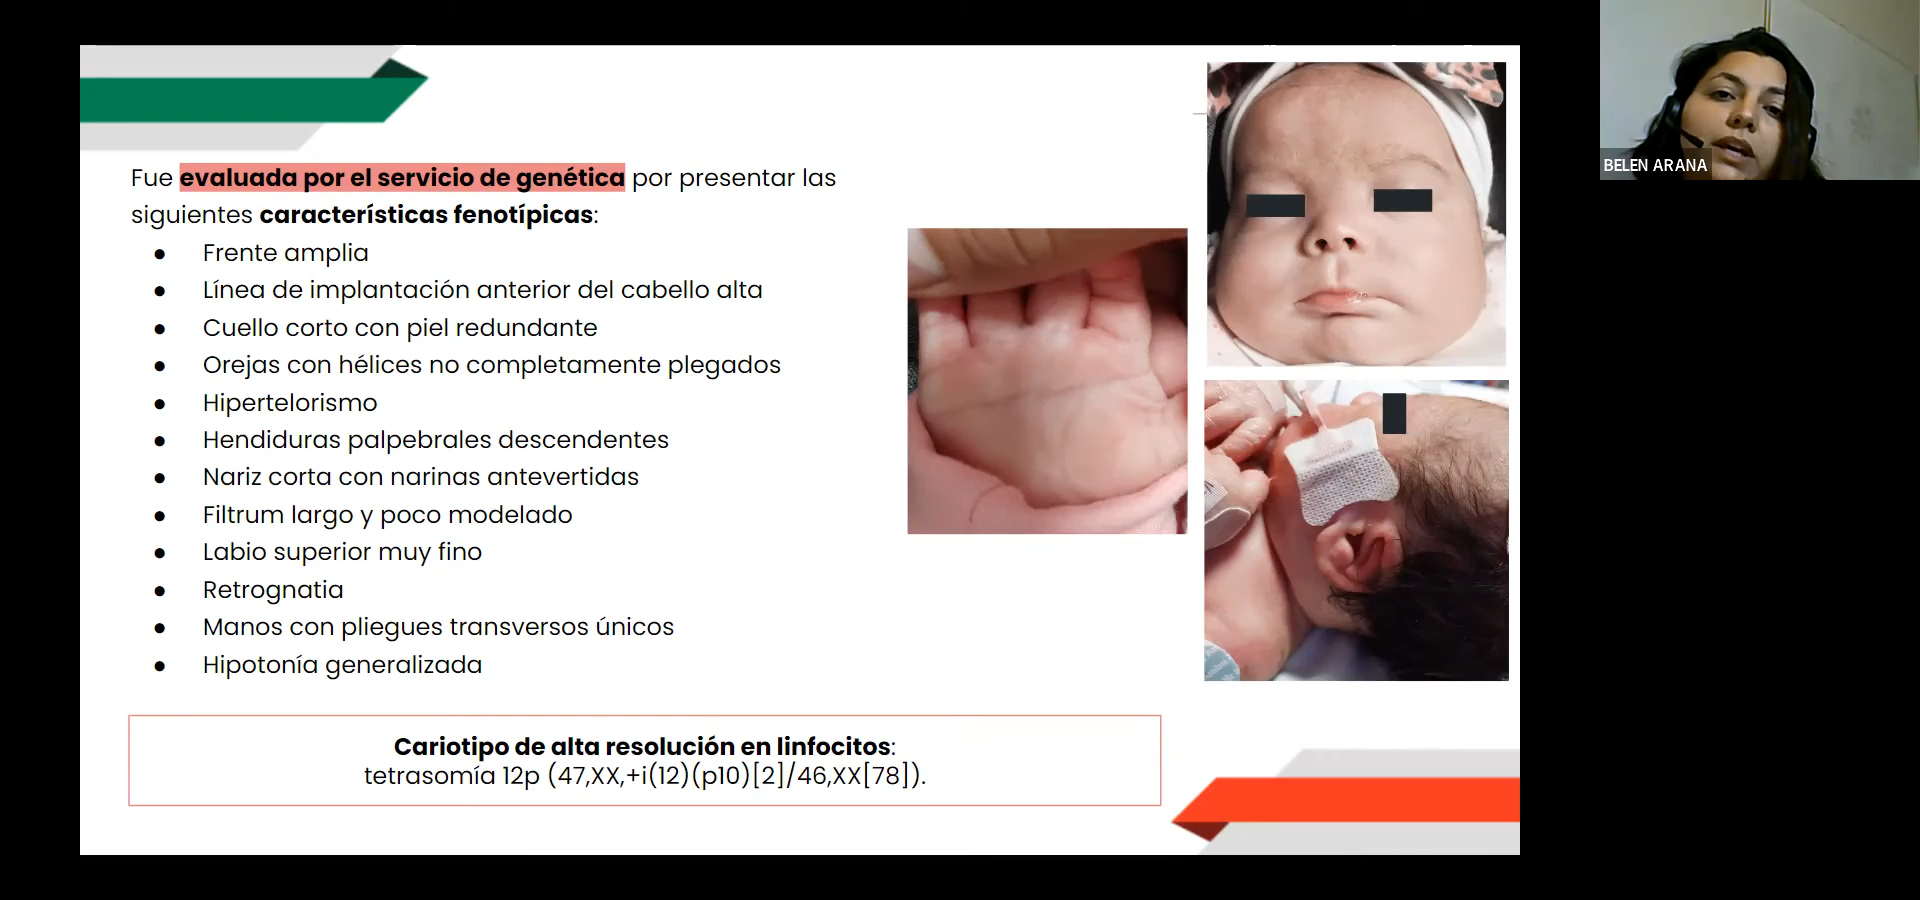 Fue evaluada por el servicio de genética por presentar las
siguientes características fenotípicas:
● Frente amplia
● Línea de implantación anterior del cabello alta
● Cuello corto con piel redundante
● Orejas con hélices no completamente plegados
● Hipertelorismo
● Hendiduras palpebrales descendentes
● Nariz corta con narinas antevertidas
● Filtrum largo y poco modelado
● Labio superior muy fino
● Retrognatia
● Manos con pliegues transversos únicos
● Hipotonía generalizada
Cariotipo de alta resolución en linfocitos:
tetrasomía 12p (47,XX,+i(12)(p10)[2]/46,XX[78]).
BELEN ARANA